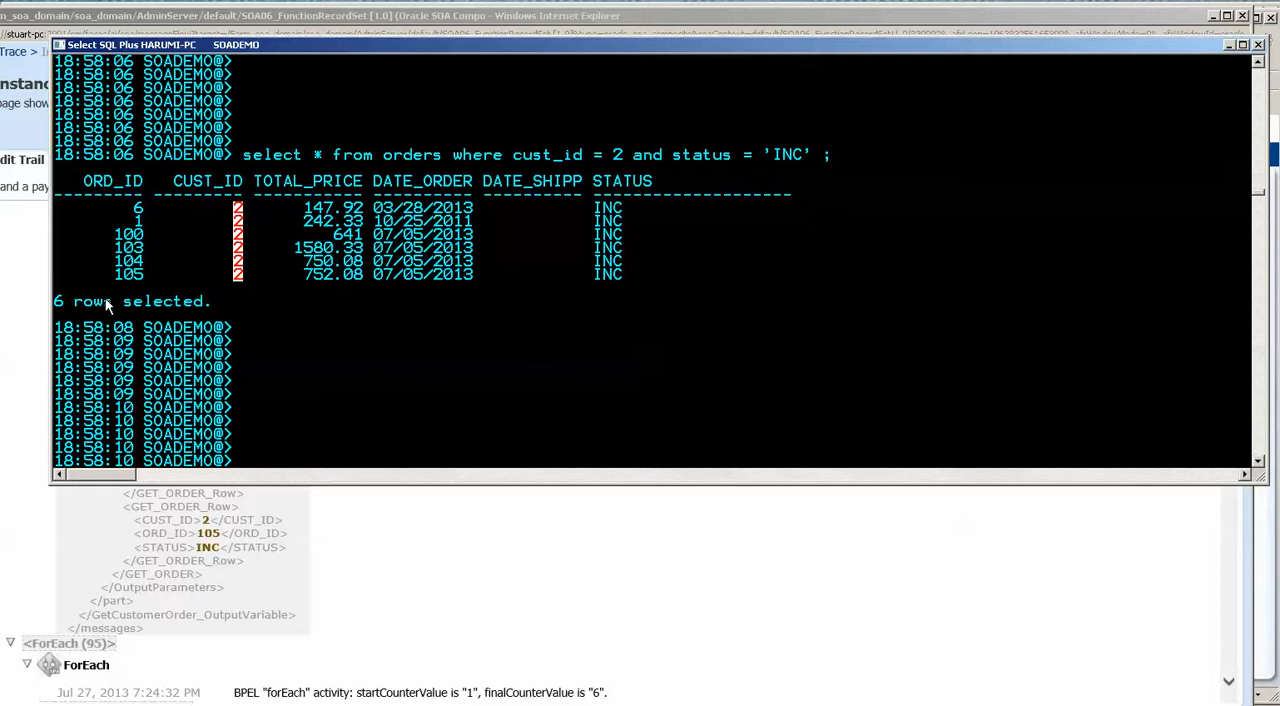 m_soa_domain/soa_domain/AdminServer/default/SOA06_FunctionRecordSet [1.0] (Oracle SOA Compo - Windows Internet Explorer
Trace >
Select SQL Plus HARUMI-PC SOADEMO
nstanc
page show
dit Trail
and a pay
18:58:06 SOADEMO@>
18:58:06 SOADEMO@>
18:58:06 SOADEMO@>
18:58:06 SOADEMO@>
18:58:06 SOADEMO@>
18:58:06 SOADEMO@>
18:58:06 SOADEMO@>
18:58:06 SOADEMO@> select * from orders where cust_id = 2 and status = 'INC' ;
ORD_ID CUST_ID TOTAL_PRICE DATE_ORDER DATE_SHIPP STATUS
--------- --------- ----------- ---------- ---------- --------------------
6 2 147.92 03/28/2013 INC
1 2 242.33 10/25/2011 INC
100 2 641 07/05/2013 INC
103 2 1580.33 07/05/2013 INC
104 2 750.08 07/05/2013 INC
105 2 752.08 07/05/2013 INC
6 rows selected.
18:58:08 SOADEMO@>
18:58:09 SOADEMO@>
18:58:09 SOADEMO@>
18:58:09 SOADEMO@>
18:58:09 SOADEMO@>
18:58:09 SOADEMO@>
18:58:10 SOADEMO@>
18:58:10 SOADEMO@>
18:58:10 SOADEMO@>
18:58:10 SOADEMO@>
18:58:10 SOADEMO@>
</GET_ORDER_Row>
<GET_ORDER_Row>
<CUST_ID>2</CUST_ID>
<ORD_ID>105</ORD_ID>
<STATUS>INC</STATUS>
</GET_ORDER_Row>
</GET_ORDER>
</OutputParameters>
</part>
</GetCustomerOrder_OutputVariable>
</messages>
<ForEach (95)>
ForEach
Jul 27, 2013 7:24:32 PM BPEL "forEach" activity: startCounterValue is "1", finalCounterValue is "6".